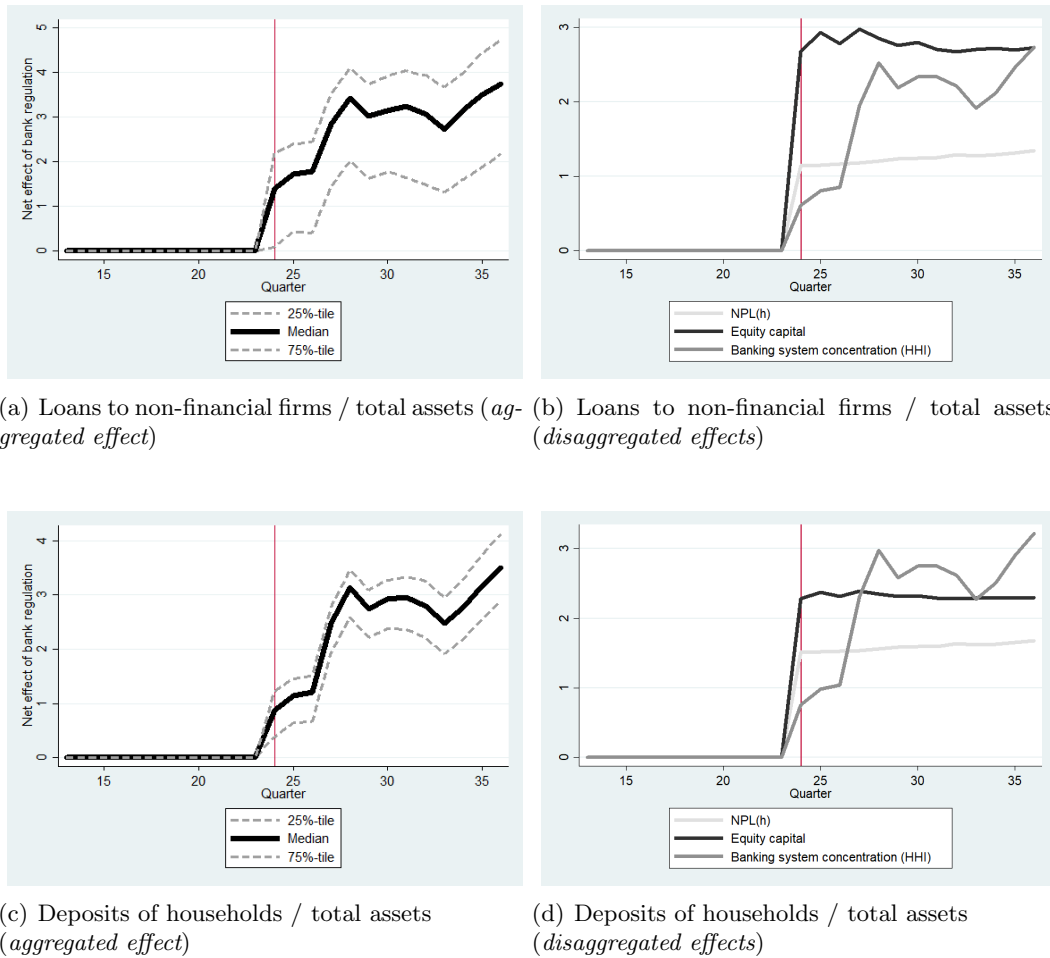 Net effect of bank regulation
5
4
3
2
1
0
15 20 25 30 35
Quarter
25%-tile
Median
75%-tile
3
2
1
0
15 20 25 30 35
Quarter
NPL(h)
Equity capital
Banking system concentration (HHI)
(a) Loans to non-financial firms / total assets (ag-
gregated effect)
(b) Loans to non-financial firms / total assets
(disaggregated effects)
Net effect of bank regulation
4
3
2
1
0
15 20 25 30 35
Quarter
25%-tile
Median
75%-tile
3
2
1
0
15 20 25 30 35
Quarter
NPL(h)
Equity capital
Banking system concentration (HHI)
(c) Deposits of households / total assets
(aggregated effect)
(d) Deposits of households / total assets
(disaggregated effects)